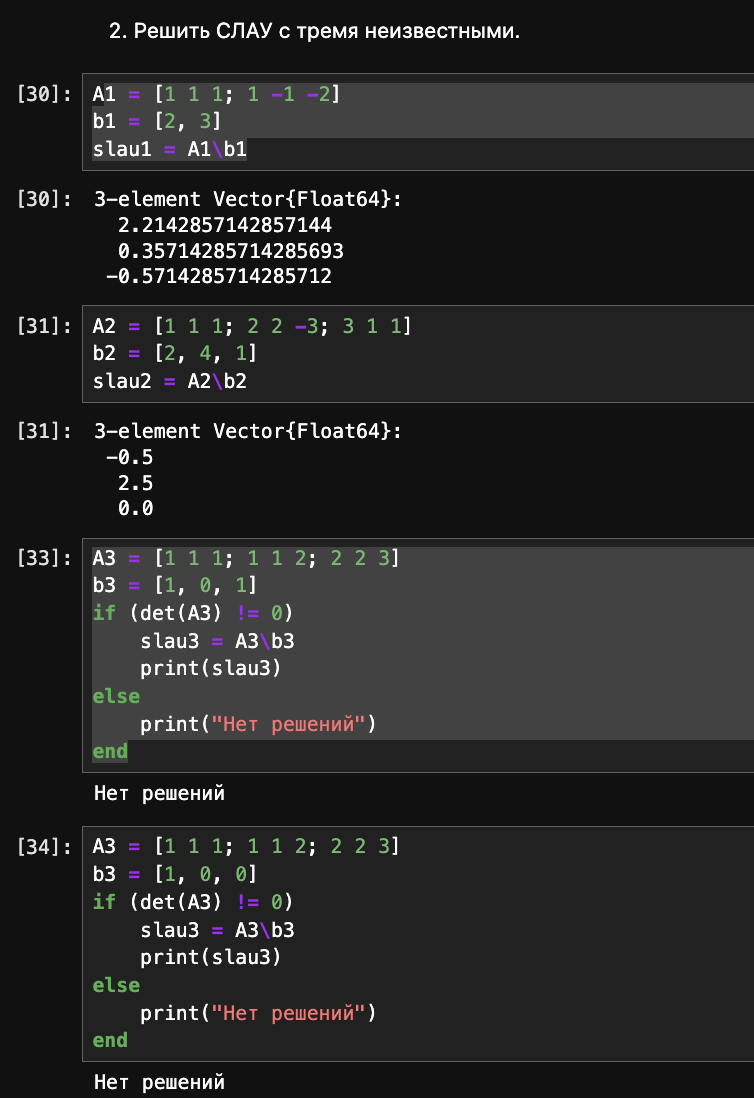 2. Решить СЛАУ с тремя неизвестными.
[30]: A1 = [1 1 1; 1 -1 -2]
b1 = [2, 3]
slau1 = A1\b1
[30]: 3-element Vector{Float64}:
2.2142857142857144
0.35714285714285693
-0.5714285714285712
[31]: A2 = [1 1 1; 2 2 -3; 3 1 1]
b2 = [2, 4, 1]
slau2 = A2\b2
[31]: 3-element Vector{Float64}:
-0.5
2.5
0.0
[33]: A3 = [1 1 1; 1 1 2; 2 2 3]
b3 = [1, 0, 1]
if (det(A3) != 0)
    slau3 = A3\b3
    print(slau3)
else
    print("Нет решений")
end
Нет решений
[34]: A3 = [1 1 1; 1 1 2; 2 2 3]
b3 = [1, 0, 0]
if (det(A3) != 0)
    slau3 = A3\b3
    print(slau3)
else
    print("Нет решений")
end
Нет решений